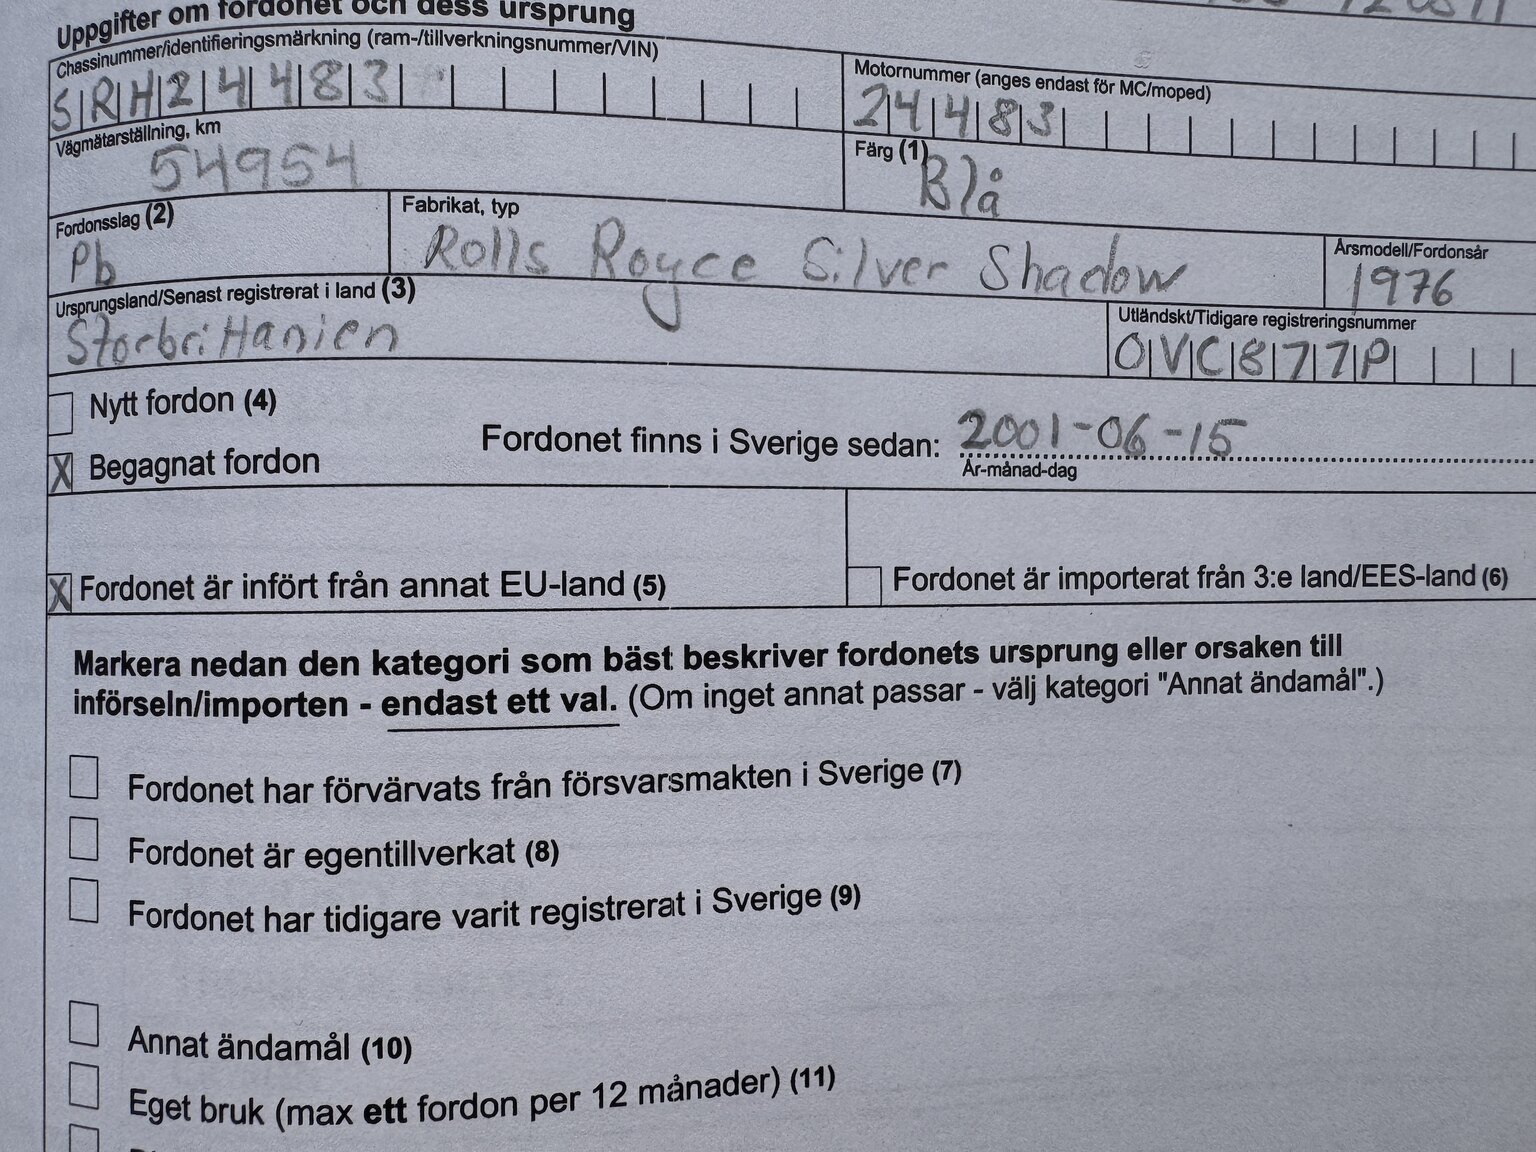 Uppgifter om fordonet och dess ursprung
Chassinummer/identifieringsmärkning (ram-/tillverkningsnummer/VIN)
SRH24483
Motornummer (anges endast för MC/moped)
24483
Vägmätarställning, km
54954
Färg (1)
Blå
Fordonsslag (2)
Pb
Fabrikat, typ
Rolls Royce Silver Shadow
Årsmodell/Fordonsår
1976
Ursprungsland/Senast registrerat i land (3)
Storbrittanien
Utländskt/Tidigare registreringsnummer
OVC877P
Nytt fordon (4)
X Begagnat fordon
Fordonet finns i Sverige sedan: 2001-06-15
År-månad-dag
X Fordonet är infört från annat EU-land (5)
Fordonet är importerat från 3:e land/EES-land (6)
Markera nedan den kategori som bäst beskriver fordonets ursprung eller orsaken till
införseln/importen - endast ett val. (Om inget annat passar - välj kategori "Annat ändamål".)
Fordonet har förvärvats från försvarsmakten i Sverige (7)
Fordonet är egentillverkat (8)
Fordonet har tidigare varit registrerat i Sverige (9)
Annat ändamål (10)
Eget bruk (max ett fordon per 12 månader) (11)